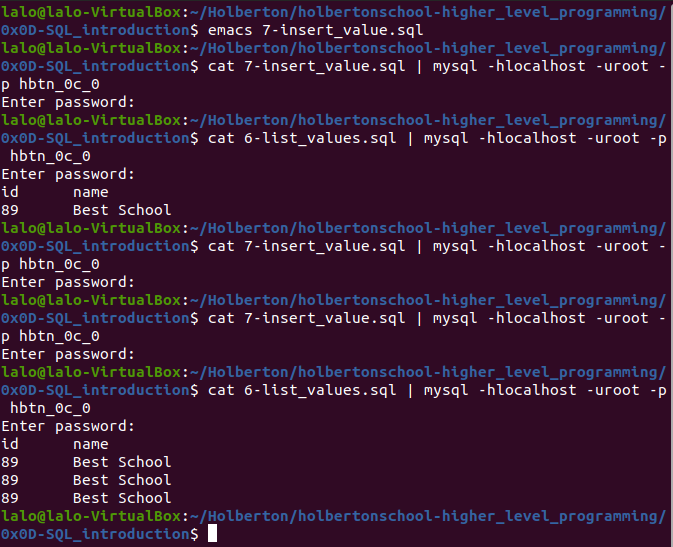 lalo@lalo-VirtualBox:~/Holberton/holbertonschool-higher_level_programming/
0x0D-SQL_introduction$ emacs 7-insert_value.sql
lalo@lalo-VirtualBox:~/Holberton/holbertonschool-higher_level_programming/
0x0D-SQL_introduction$ cat 7-insert_value.sql | mysql -hlocalhost -uroot -
p hbtn_0c_0
Enter password:
lalo@lalo-VirtualBox:~/Holberton/holbertonschool-higher_level_programming/
0x0D-SQL_introduction$ cat 6-list_values.sql | mysql -hlocalhost -uroot -p
 hbtn_0c_0
Enter password:
id      name
89      Best School
lalo@lalo-VirtualBox:~/Holberton/holbertonschool-higher_level_programming/
0x0D-SQL_introduction$ cat 7-insert_value.sql | mysql -hlocalhost -uroot -
p hbtn_0c_0
Enter password:
lalo@lalo-VirtualBox:~/Holberton/holbertonschool-higher_level_programming/
0x0D-SQL_introduction$ cat 7-insert_value.sql | mysql -hlocalhost -uroot -
p hbtn_0c_0
Enter password:
lalo@lalo-VirtualBox:~/Holberton/holbertonschool-higher_level_programming/
0x0D-SQL_introduction$ cat 6-list_values.sql | mysql -hlocalhost -uroot -p
 hbtn_0c_0
Enter password:
id      name
89      Best School
89      Best School
89      Best School
lalo@lalo-VirtualBox:~/Holberton/holbertonschool-higher_level_programming/
0x0D-SQL_introduction$